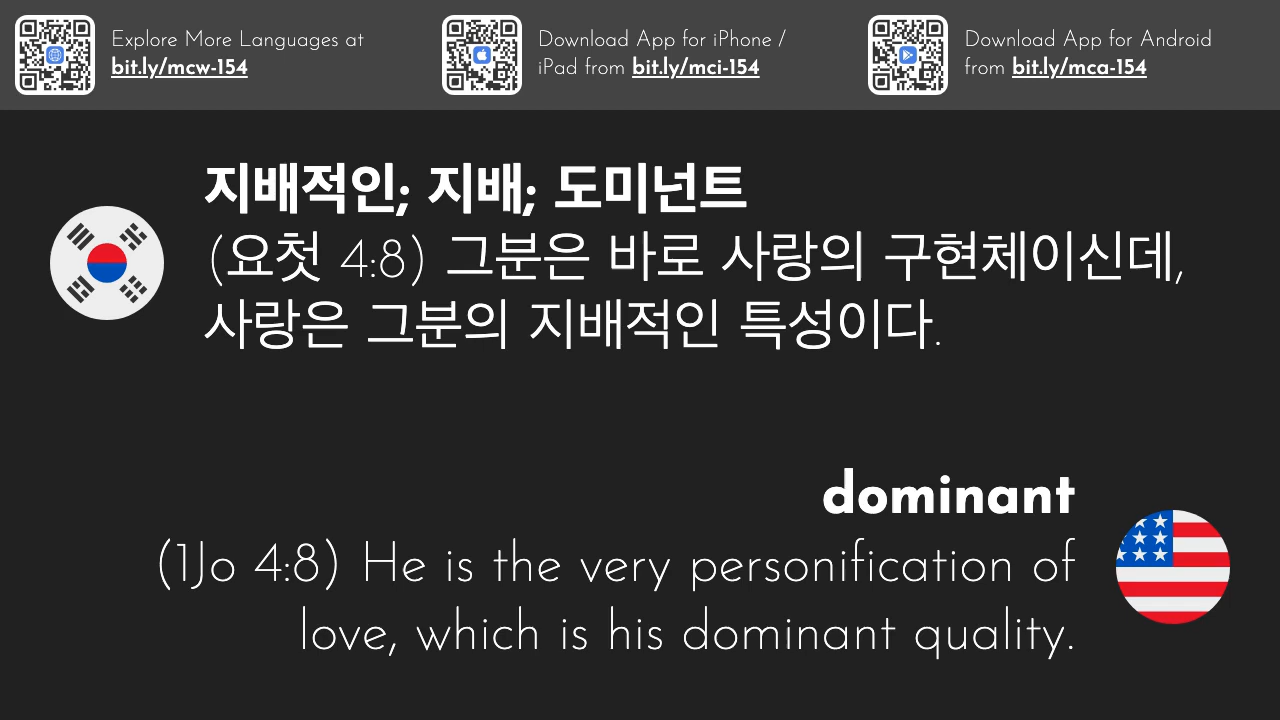 Explore More Languages at
bit.ly/mcw-154
Download App for iPhone /
iPad from bit.ly/mci-154
Download App for Android
from bit.ly/mca-154
지배적인; 지배; 도미넌트
(요첫 4:8) 그분은 바로 사랑의 구현체이신데,
사랑은 그분의 지배적인 특성이다.
dominant
(1Jo 4:8) He is the very personification of
love, which is his dominant quality.